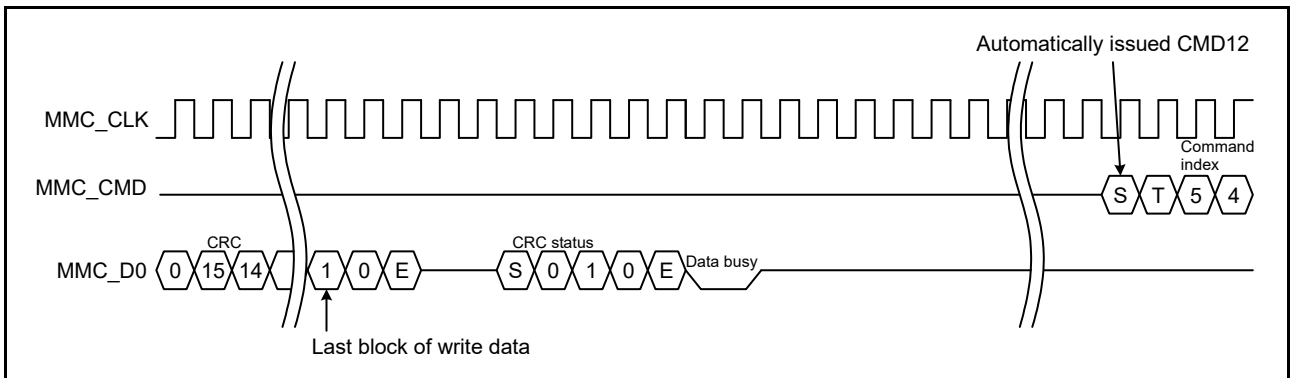 Automatically issued CMD12
MMC_CLK
Command
index
MMC_CMD
S T 5 4
CRC
CRC status
MMC_D0
0 15 14 1 0 E S 0 1 0 E Data busy
Last block of write data